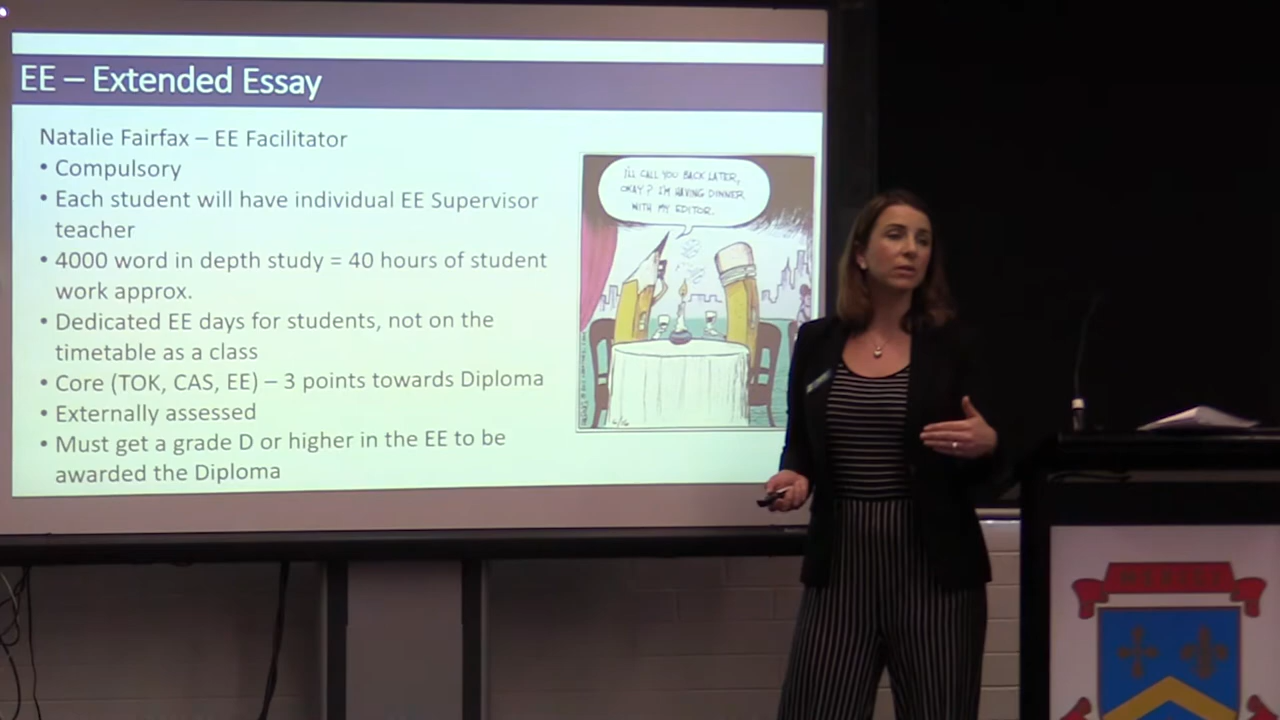 EE – Extended Essay
Natalie Fairfax – EE Facilitator
• Compulsory
• Each student will have individual EE Supervisor
teacher
• 4000 word in depth study = 40 hours of student
work approx.
• Dedicated EE days for students, not on the
timetable as a class
• Core (TOK, CAS, EE) – 3 points towards Diploma
• Externally assessed
• Must get a grade D or higher in the EE to be
awarded the Diploma
I'LL CALL YOU BACK LATER,
OKAY? I'M HAVING DINNER
WITH MY EDITOR.